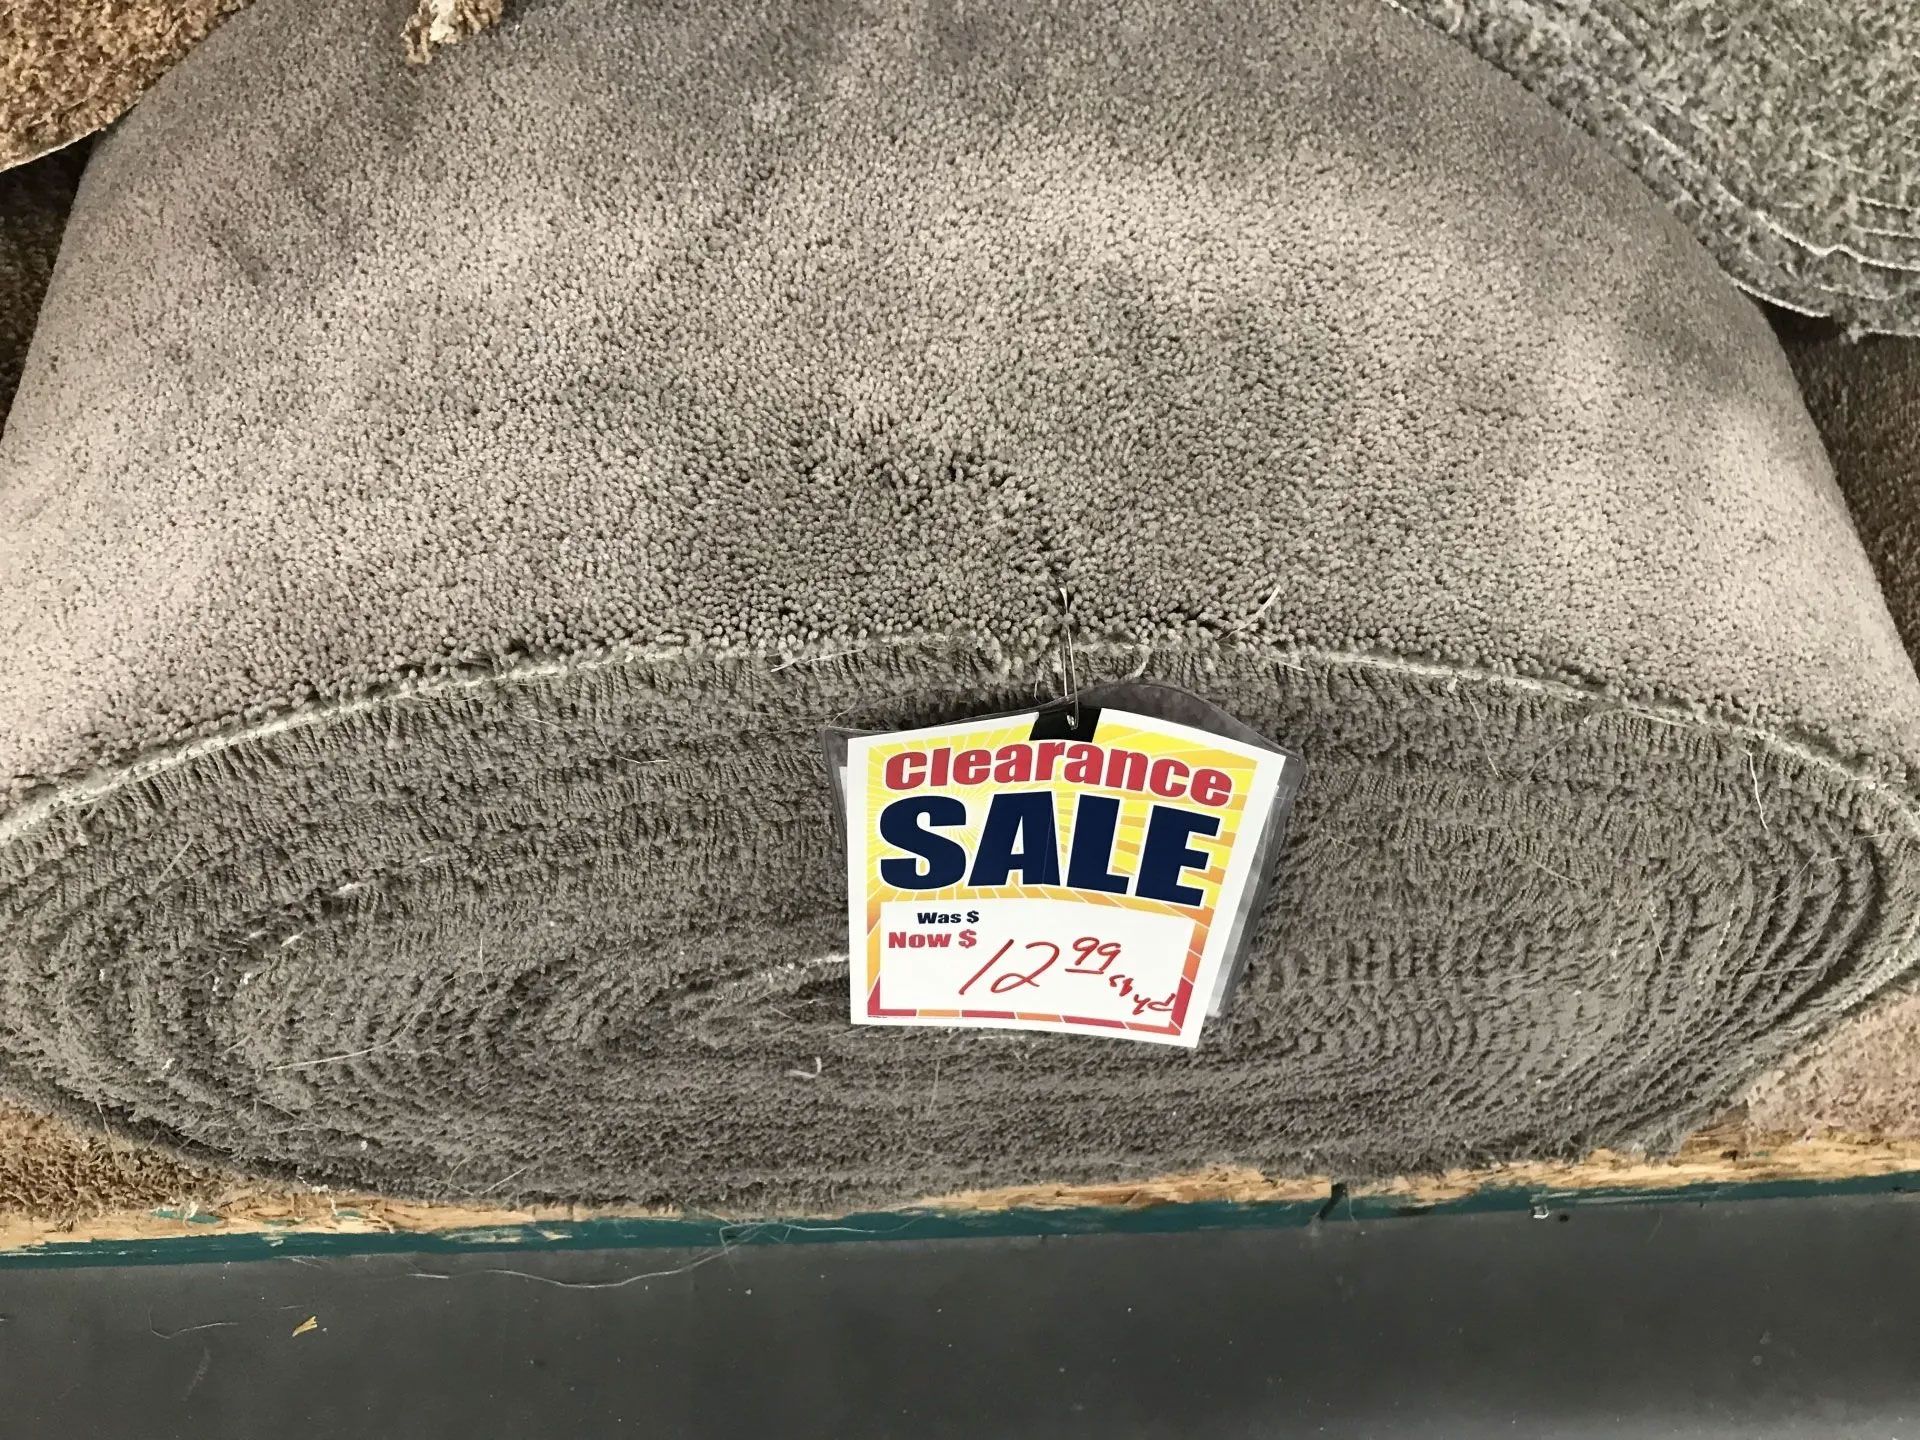 Clearance
SALE
Was $
Now $ 12 99 sq yd